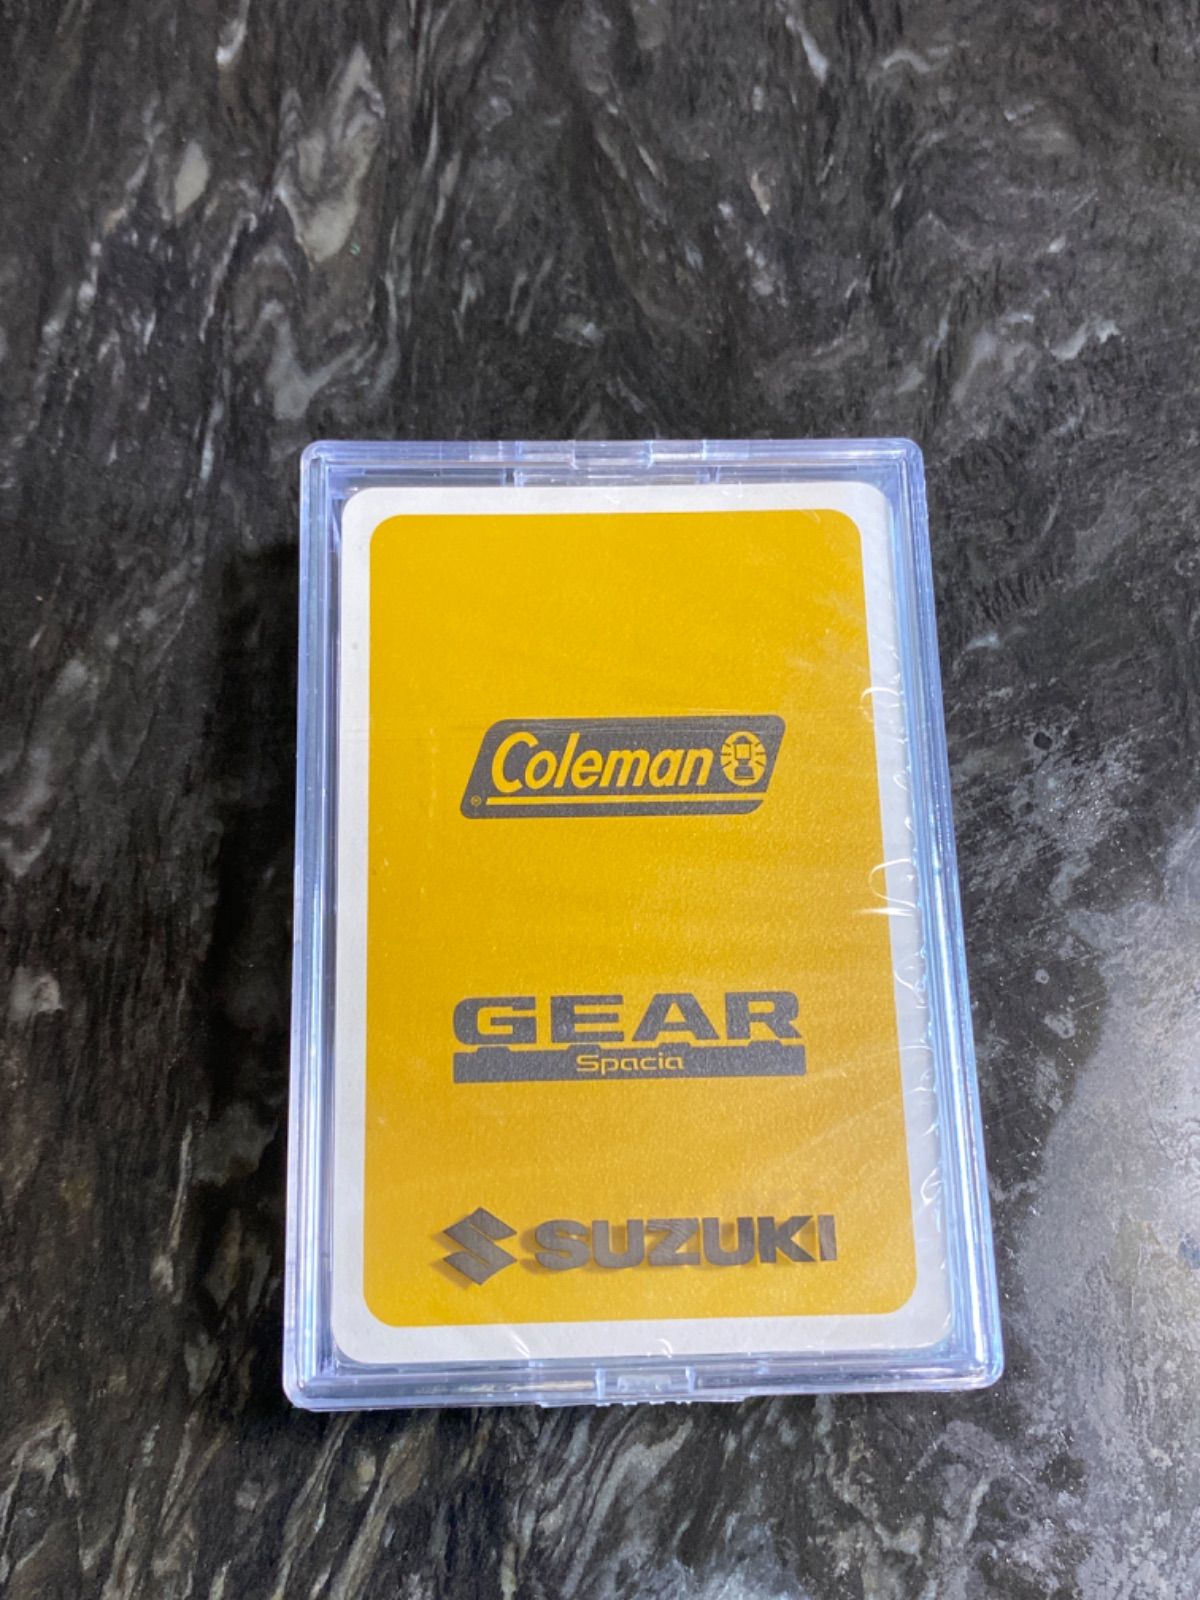 Coleman
®
GEAR
Spacia
SUZUKI